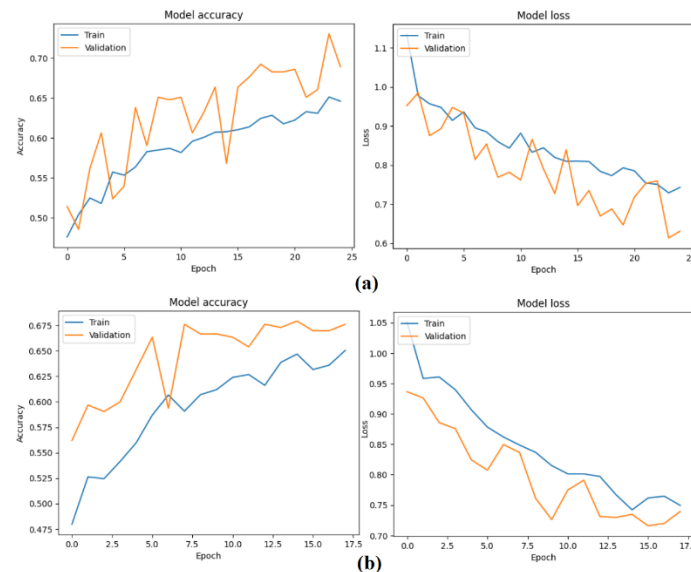 Model accuracy
Train
Validation
Accuracy
0.70
0.65
0.60
0.55
0.50
0 5 10 15 20 25
Epoch
Model loss
Train
Validation
Loss
1.1
1.0
0.9
0.8
0.7
0.6
0 5 10 15 20 2
Epoch
(a)
Model accuracy
Train
Validation
Accuracy
0.675
0.650
0.625
0.600
0.575
0.550
0.525
0.500
0.475
0.0 2.5 5.0 7.5 10.0 12.5 15.0 17.5
Epoch
Model loss
Train
Validation
Loss
1.05
1.00
0.95
0.90
0.85
0.80
0.75
0.70
0.0 2.5 5.0 7.5 10.0 12.5 15.0 17.5
Epoch
(b)